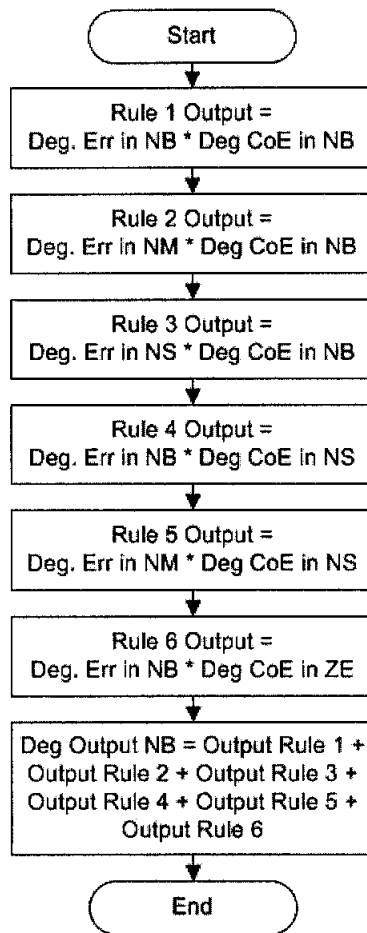 Start
Rule 1 Output =
Deg. Err in NB * Deg CoE in NB
Rule 2 Output =
Deg. Err in NM * Deg CoE in NB
Rule 3 Output =
Deg. Err in NS * Deg CoE in NB
Rule 4 Output =
Deg. Err in NB * Deg CoE in NS
Rule 5 Output =
Deg. Err in NM * Deg CoE in NS
Rule 6 Output =
Deg. Err in NB * Deg CoE in ZE
Deg Output NB = Output Rule 1 +
Output Rule 2 + Output Rule 3 +
Output Rule 4 + Output Rule 5 +
Output Rule 6
End